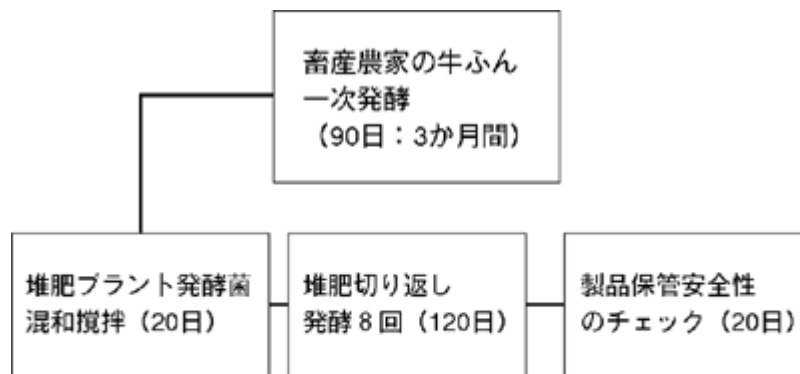 畜産農家の牛ふん
一次発酵
（90日：3か月間）
堆肥プラント発酵菌
混和撹拌（20日）
堆肥切り返し
発酵８回（120日）
製品保管安全性
のチェック（20日）